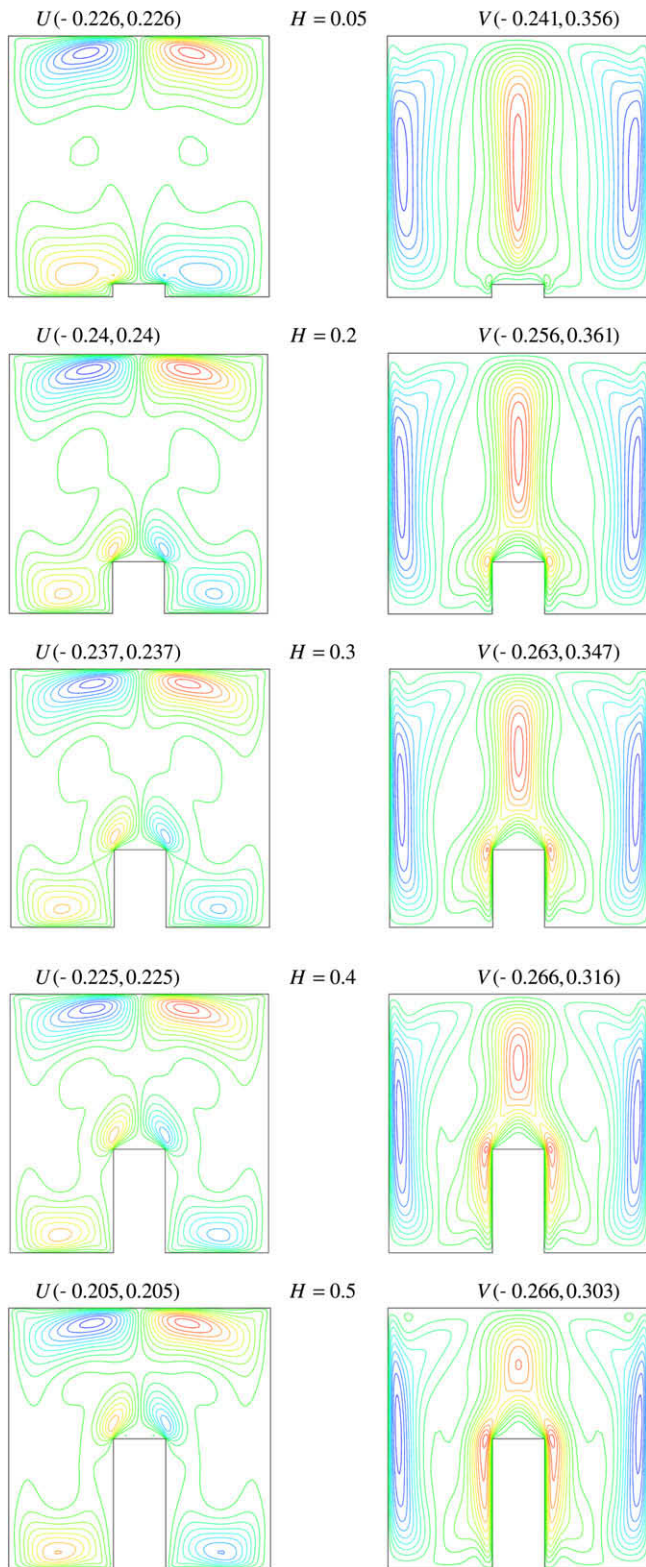 U(- 0.226, 0.226) H = 0.05 V(- 0.241, 0.356)
U(- 0.24, 0.24) H = 0.2 V(- 0.256, 0.361)
U(- 0.237, 0.237) H = 0.3 V(- 0.263, 0.347)
U(- 0.225, 0.225) H = 0.4 V(- 0.266, 0.316)
U(- 0.205, 0.205) H = 0.5 V(- 0.266, 0.303)